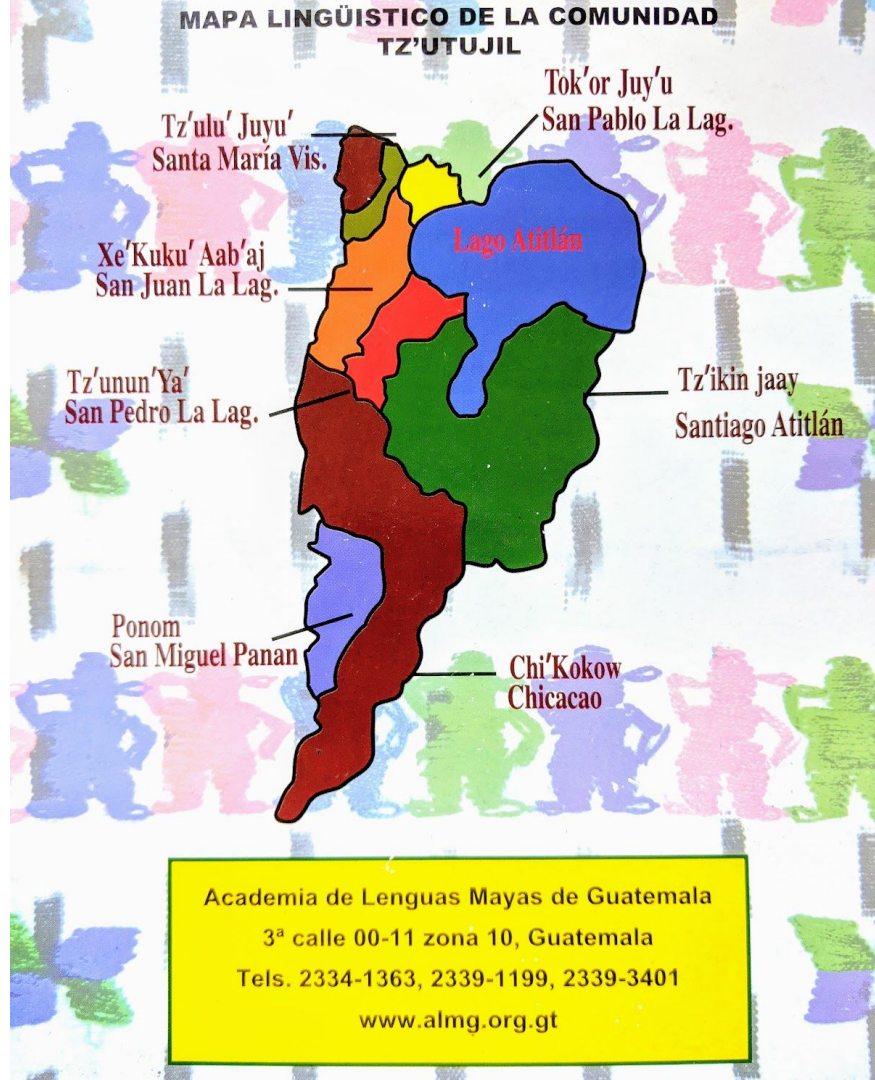 MAPA LINGÜISTICO DE LA COMUNIDAD
TZ'UTUJIL
Tok'or Juy'u
San Pablo La Lag.
Tz'ulu' Juyu'
Santa María Vis.
Lago Atitlán
Xe'Kuku' Aab'aj
San Juan La Lag.
Tz'unun'Ya'
San Pedro La Lag.
Tz'ikin jaay
Santiago Atitlán
Ponom
San Miguel Panan
Chi'Kokow
Chicacao
Academia de Lenguas Mayas de Guatemala
3ª calle 00-11 zona 10, Guatemala
Tels. 2334-1363, 2339-1199, 2339-3401
www.almg.org.gt